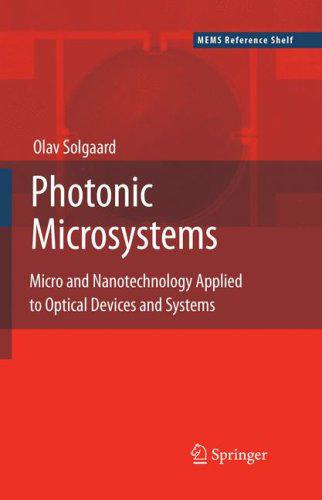 MEMS Reference Shelf
Olav Solgaard
Photonic
Microsystems
Micro and Nanotechnology Applied
to Optical Devices and Systems
Springer